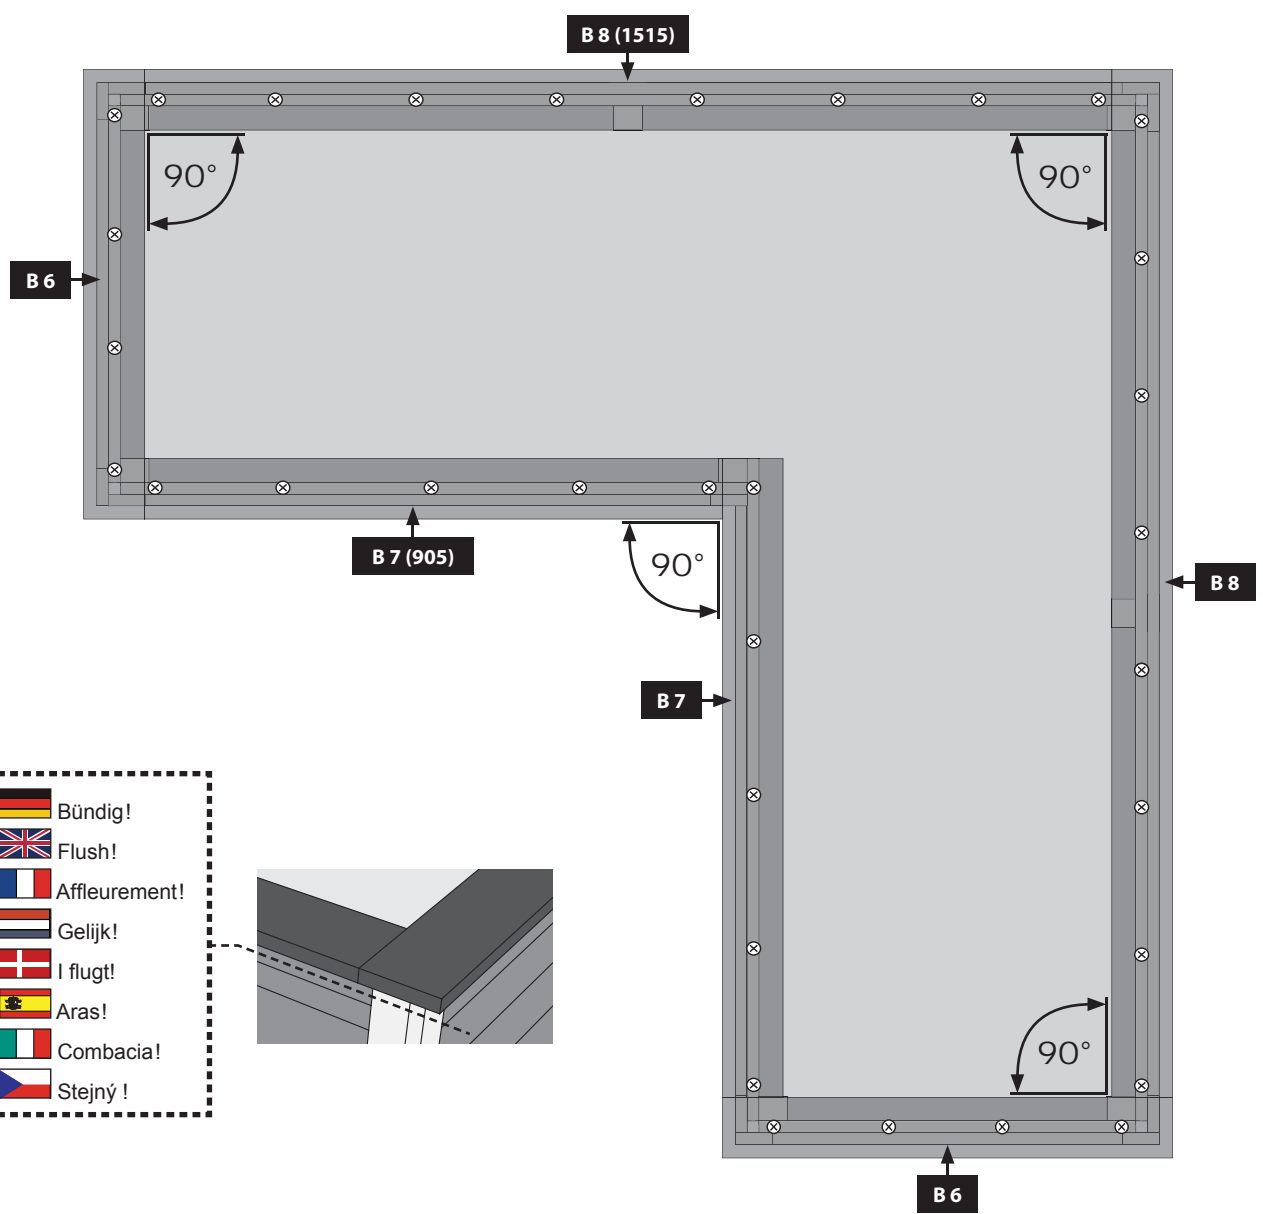 B 8 (1515)
90°
90°
B 6
B 7 (905)
90°
B 8
B 7
Bündig!
Flush!
Affleurement!
Gelijk!
I flugt!
Aras!
Combacia!
Stejný !
90°
B 6